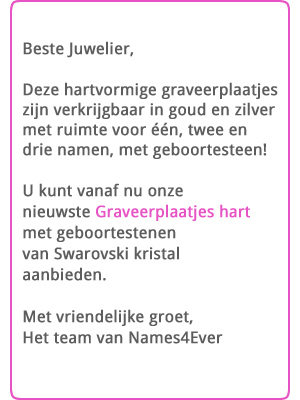 Beste Juwelier,
Deze hartvormige graveerplaatjes
zijn verkrijgbaar in goud en zilver
met ruimte voor één, twee en
drie namen, met geboortesteen!
U kunt vanaf nu onze
nieuwste Graveerplaatjes hart
met geboortestenen
van Swarovski kristal
aanbieden.
Met vriendelijke groet,
Het team van Names4Ever